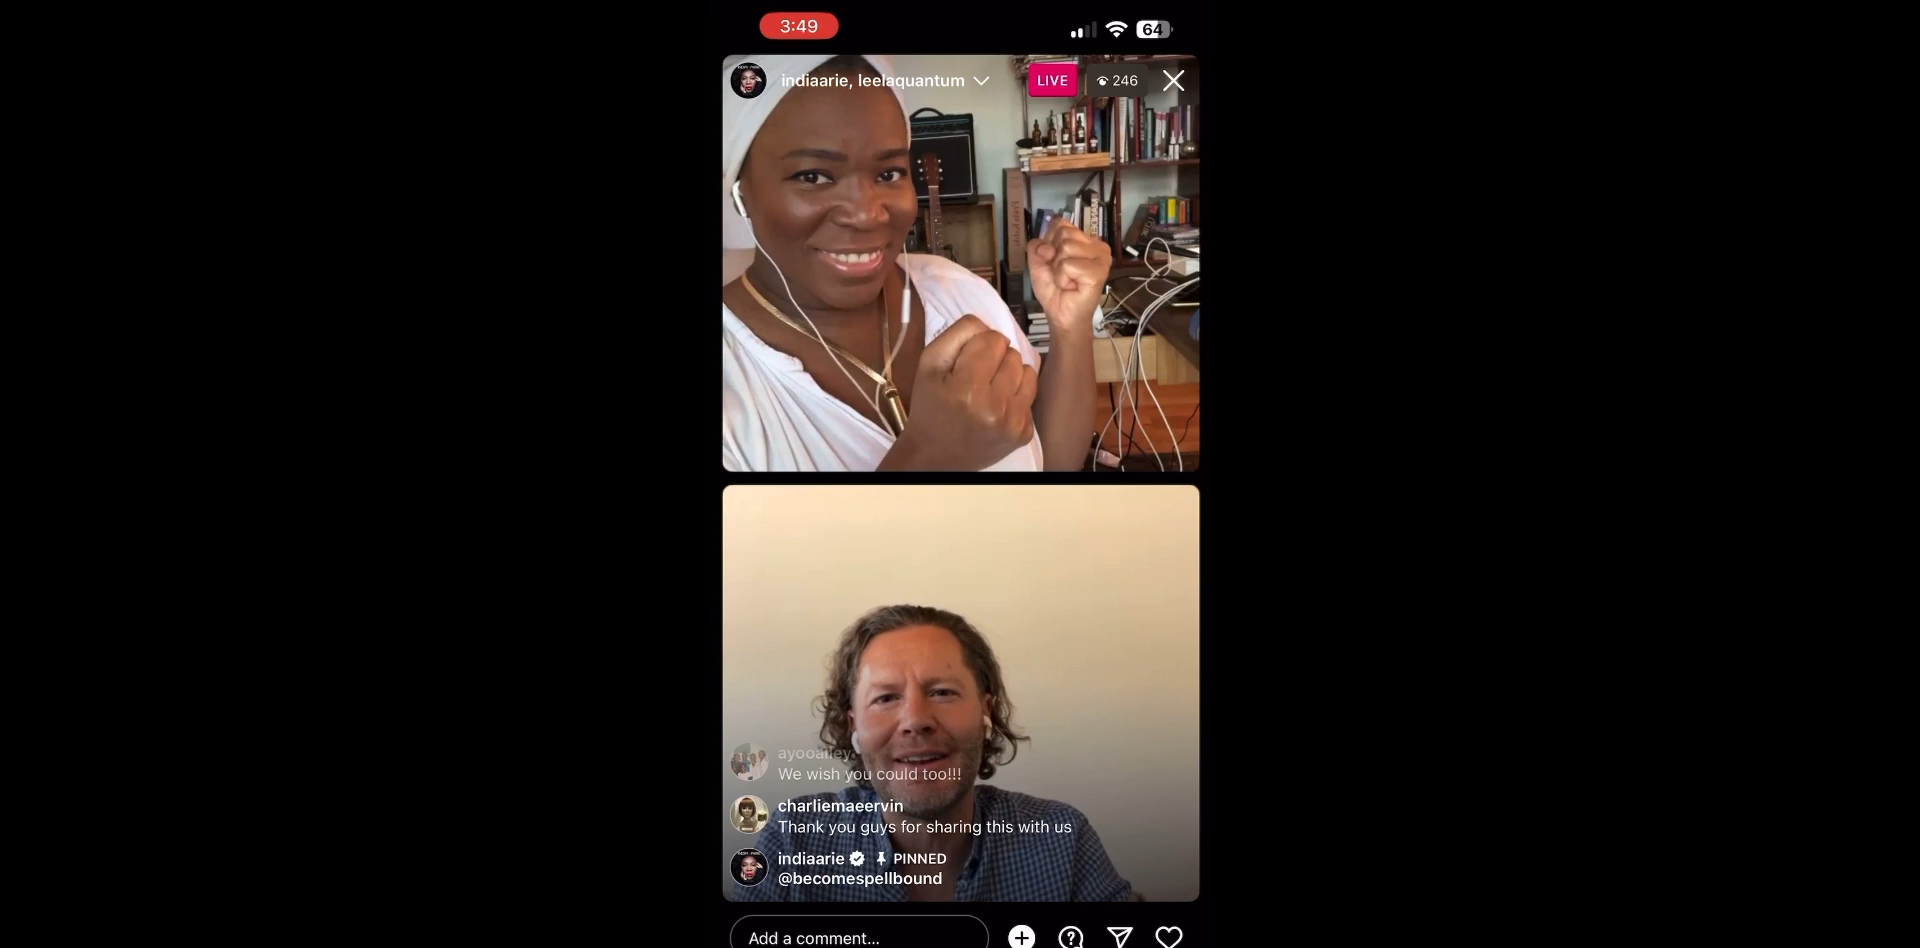 3:49
64
indiaarie, leelaquantum
LIVE
246
We wish you could too!!!
charliemaeervin
Thank you guys for sharing this with us
indiaarie PINNED
@becomespellbound
Add a comment...